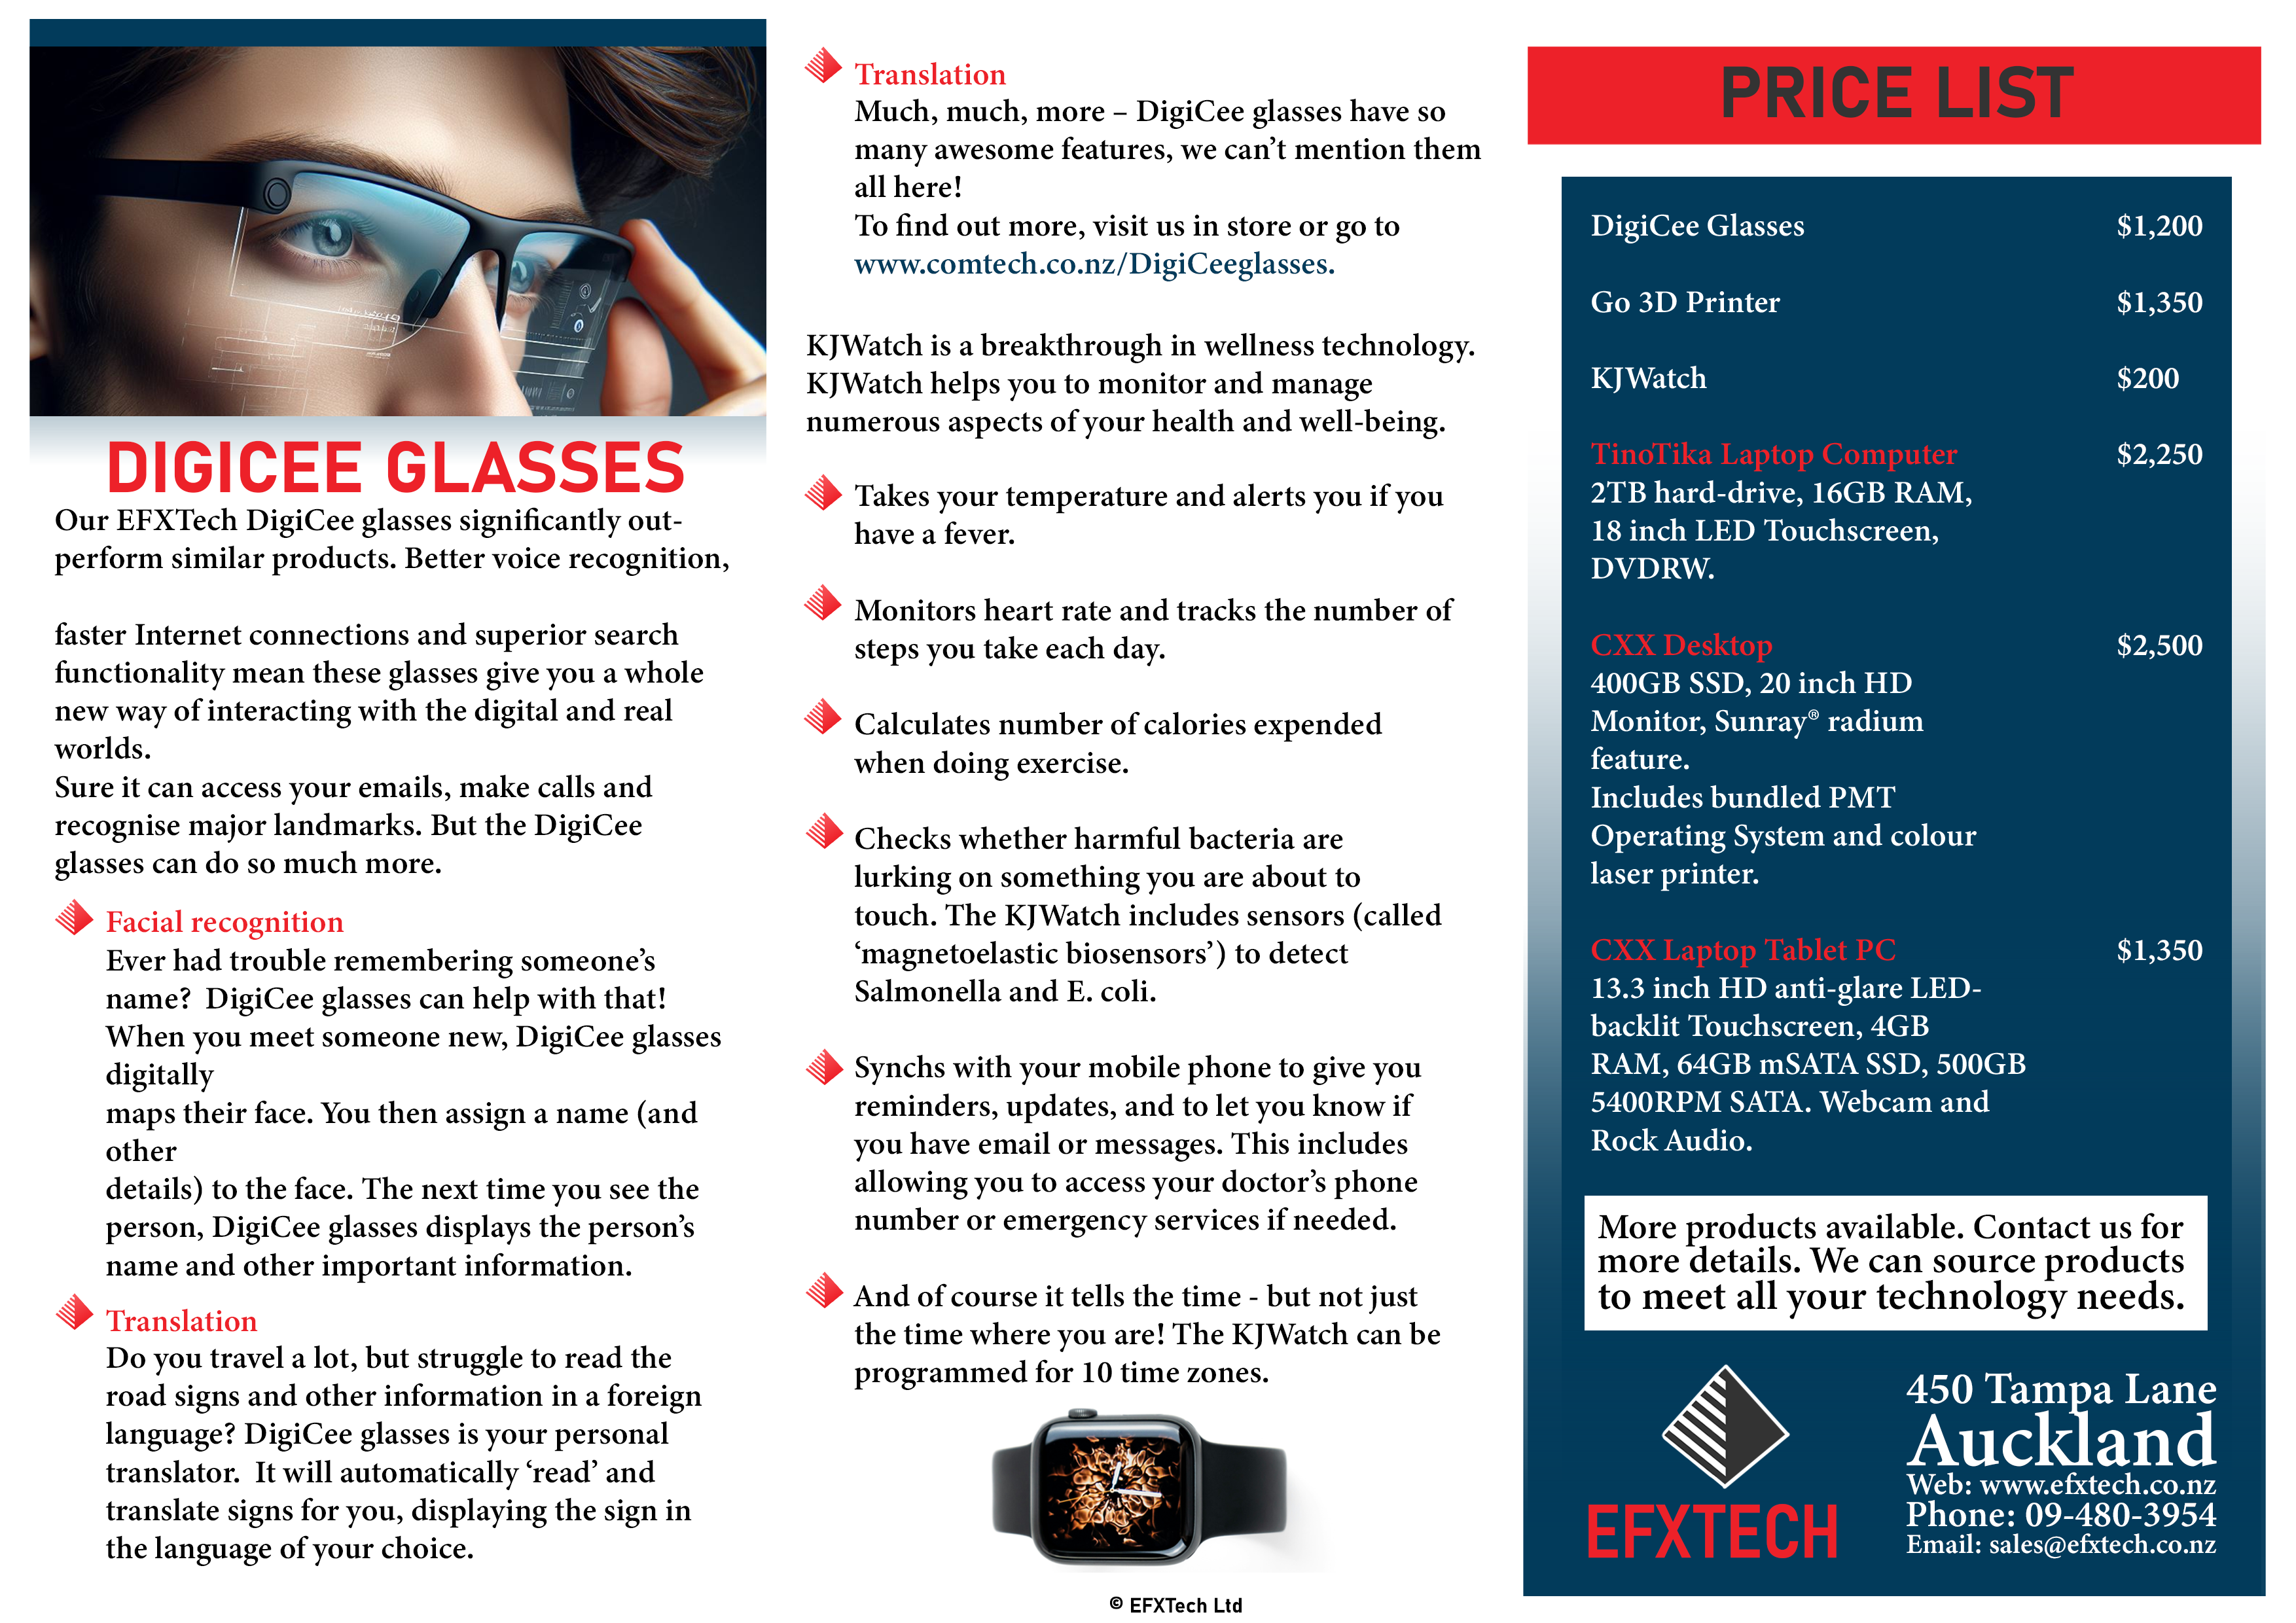 DIGICEE GLASSES
Our EFXTech DigiCee glasses significantly out-
perform similar products. Better voice recognition,
faster Internet connections and superior search
functionality mean these glasses give you a whole
new way of interacting with the digital and real
worlds.
Sure it can access your emails, make calls and
recognise major landmarks. But the DigiCee
glasses can do so much more.
Facial recognition
Ever had trouble remembering someone’s
name?  DigiCee glasses can help with that!
When you meet someone new, DigiCee glasses
digitally
maps their face. You then assign a name (and
other
details) to the face. The next time you see the
person, DigiCee glasses displays the person’s
name and other important information.
Translation
Do you travel a lot, but struggle to read the
road signs and other information in a foreign
language? DigiCee glasses is your personal
translator.  It will automatically ‘read’ and
translate signs for you, displaying the sign in
the language of your choice.
Translation
Much, much, more – DigiCee glasses have so
many awesome features, we can’t mention them
all here!
To find out more, visit us in store or go to
www.comtech.co.nz/DigiCeeglasses.
KJWatch is a breakthrough in wellness technology.
KJWatch helps you to monitor and manage
numerous aspects of your health and well-being.
Takes your temperature and alerts you if you
have a fever.
Monitors heart rate and tracks the number of
steps you take each day.
Calculates number of calories expended
when doing exercise.
Checks whether harmful bacteria are
lurking on something you are about to
touch. The KJWatch includes sensors (called
‘magnetoelastic biosensors’) to detect
Salmonella and E. coli.
Synchs with your mobile phone to give you
reminders, updates, and to let you know if
you have email or messages. This includes
allowing you to access your doctor’s phone
number or emergency services if needed.
And of course it tells the time - but not just
the time where you are! The KJWatch can be
programmed for 10 time zones.
© EFXTech Ltd
PRICE LIST
DigiCee Glasses $1,200
Go 3D Printer $1,350
KJWatch $200
TinoTika Laptop Computer $2,250
2TB hard-drive, 16GB RAM,
18 inch LED Touchscreen,
DVDRW.
CXX Desktop $2,500
400GB SSD, 20 inch HD
Monitor, Sunray® radium
feature.
Includes bundled PMT
Operating System and colour
laser printer.
CXX Laptop Tablet PC $1,350
13.3 inch HD anti-glare LED-
backlit Touchscreen, 4GB
RAM, 64GB mSATA SSD, 500GB
5400RPM SATA. Webcam and
Rock Audio.
More products available. Contact us for
more details. We can source products
to meet all your technology needs.
EFXTECH
450 Tampa Lane
Auckland
Web: www.efxtech.co.nz
Phone: 09-480-3954
Email: sales@efxtech.co.nz